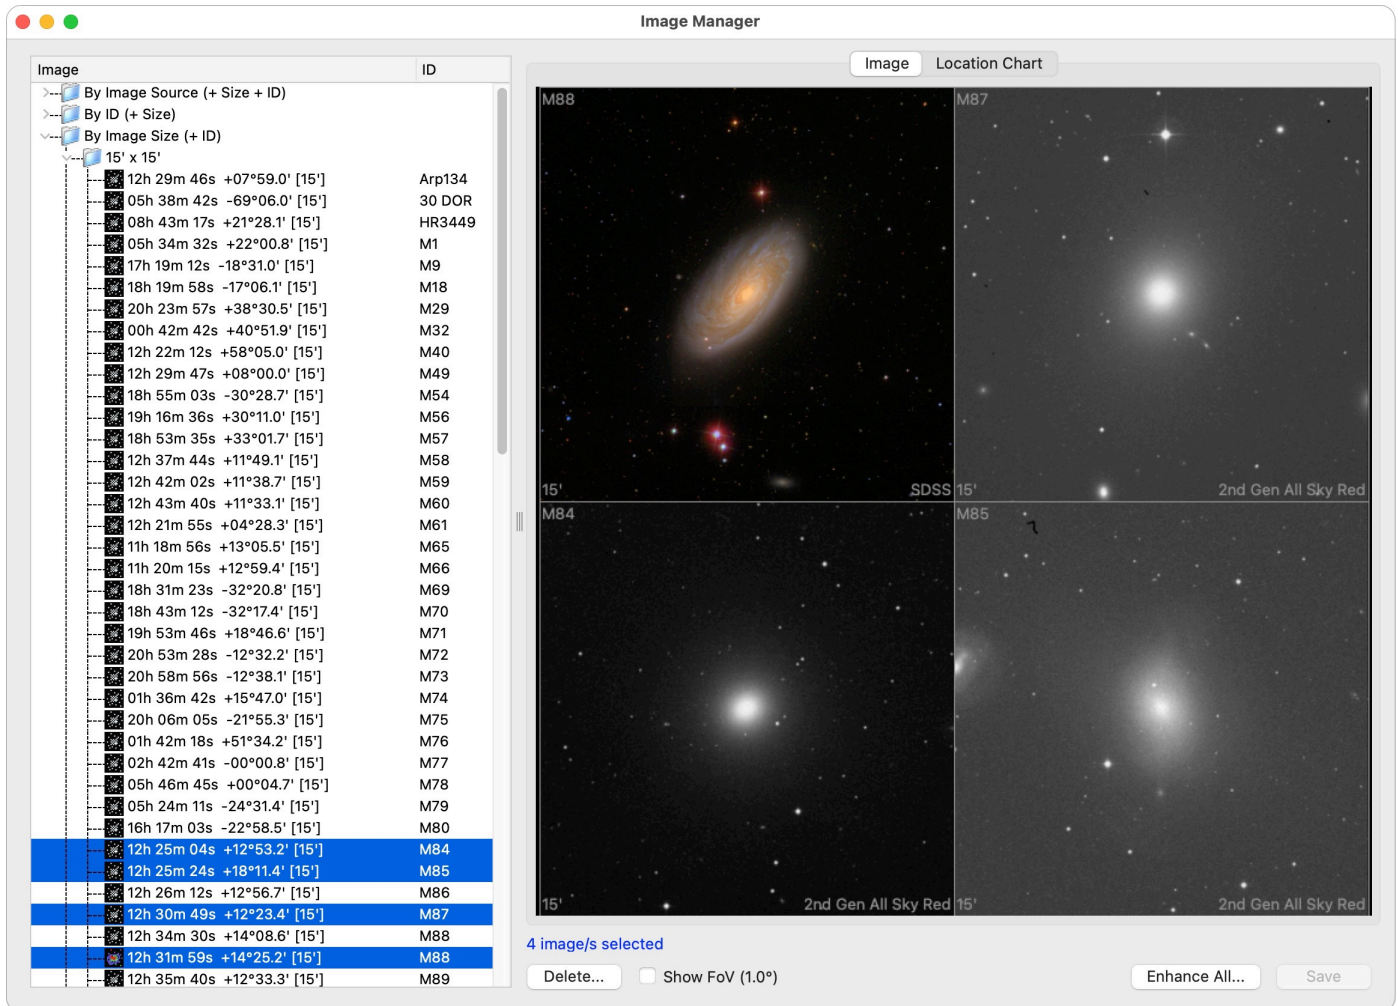 Image Manager
Image ID
By Image Source (+ Size + ID)
By ID (+ Size)
By Image Size (+ ID)
15' x 15'
12h 29m 46s +07°59.0' [15'] Arp134
05h 38m 42s -69°06.0' [15'] 30 DOR
08h 43m 17s +21°28.1' [15'] HR3449
05h 34m 32s +22°00.8' [15'] M1
17h 19m 12s -18°31.0' [15'] M9
18h 19m 58s -17°06.1' [15'] M18
20h 23m 57s +38°30.5' [15'] M29
00h 42m 42s +40°51.9' [15'] M32
12h 22m 12s +58°05.0' [15'] M40
12h 29m 47s +08°00.0' [15'] M49
18h 55m 03s -30°28.7' [15'] M54
19h 16m 36s +30°11.0' [15'] M56
18h 53m 35s +33°01.7' [15'] M57
12h 37m 44s +11°49.1' [15'] M58
12h 42m 02s +11°38.7' [15'] M59
12h 43m 40s +11°33.1' [15'] M60
12h 21m 55s +04°28.3' [15'] M61
11h 18m 56s +13°05.5' [15'] M65
11h 20m 15s +12°59.4' [15'] M66
18h 31m 23s -32°20.8' [15'] M69
18h 43m 12s -32°17.4' [15'] M70
19h 53m 46s +18°46.6' [15'] M71
20h 53m 28s -12°32.2' [15'] M72
20h 58m 56s -12°38.1' [15'] M73
01h 36m 42s +15°47.0' [15'] M74
20h 06m 05s -21°55.3' [15'] M75
01h 42m 18s +51°34.2' [15'] M76
02h 42m 41s -00°00.8' [15'] M77
05h 46m 45s +00°04.7' [15'] M78
05h 24m 11s -24°31.4' [15'] M79
16h 17m 03s -22°58.5' [15'] M80
12h 25m 04s +12°53.2' [15'] M84
12h 25m 24s +18°11.4' [15'] M85
12h 26m 12s +12°56.7' [15'] M86
12h 30m 49s +12°23.4' [15'] M87
12h 34m 30s +14°08.6' [15'] M88
12h 31m 59s +14°25.2' [15'] M88
12h 35m 40s +12°33.3' [15'] M89
Image Location Chart
M88 M87
15' SDSS 15' 2nd Gen All Sky Red
M84 M85
15' 2nd Gen All Sky Red 15' 2nd Gen All Sky Red
4 image/s selected
Delete... Show FoV (1.0°) Enhance All... Save